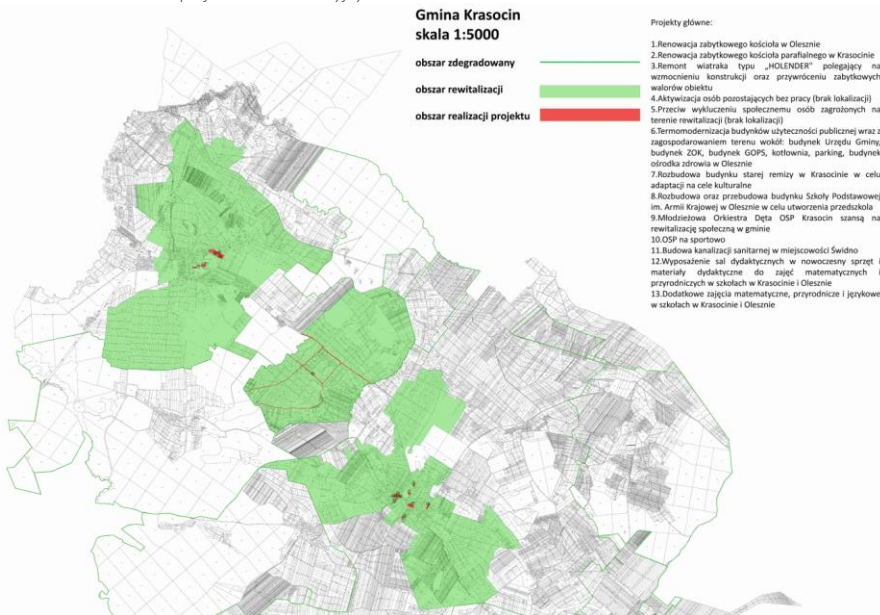 Gmina Krasocin
skala 1:5000
obszar zdegradowany
obszar rewitalizacji
obszar realizacji projektu
Projekty główne:
1.Renowacja zabytkowego kościoła w Olesznie
2.Renowacja zabytkowego kościoła parafialnego w Krasocinie
3.Remont wiatraka typu „HOLENDER" polegający na
wzmocnieniu konstrukcji oraz przywróceniu zabytkowych
walorów obiektu
4.Aktywizacja osób pozostających bez pracy (brak lokalizacji)
5.Przeciw wykluczeniu społecznemu osób zagrożonych na
terenie rewitalizacji (brak lokalizacji)
6.Termomodernizacja budynków użyteczności publicznej wraz z
zagospodarowaniem terenu wokół: budynek Urzędu Gminy,
budynek ZOK, budynek GOPS, kotłownia, parking, budynek
ośrodka zdrowia w Olesznie
7.Rozbudowa budynku starej remizy w Krasocinie w celu
adaptacji na cele kulturalne
8.Rozbudowa oraz przebudowa budynku Szkoły Podstawowej
im. Armii Krajowej w Olesznie w celu utworzenia przedszkola
9.Młodzieżowa Orkiestra Dęta OSP Krasocin szansą na
rewitalizację społeczną w gminie
10.OSP na sportowo
11.Budowa kanalizacji sanitarnej w miejscowości Świdno
12.Wyposażenie sal dydaktycznych w nowoczesny sprzęt i
materiały dydaktyczne do zajęć matematycznych i
przyrodniczych w szkołach w Krasocinie i Olesznie
13.Dodatkowe zajęcia matematyczne, przyrodnicze i językowe
w szkołach w Krasocinie i Olesznie